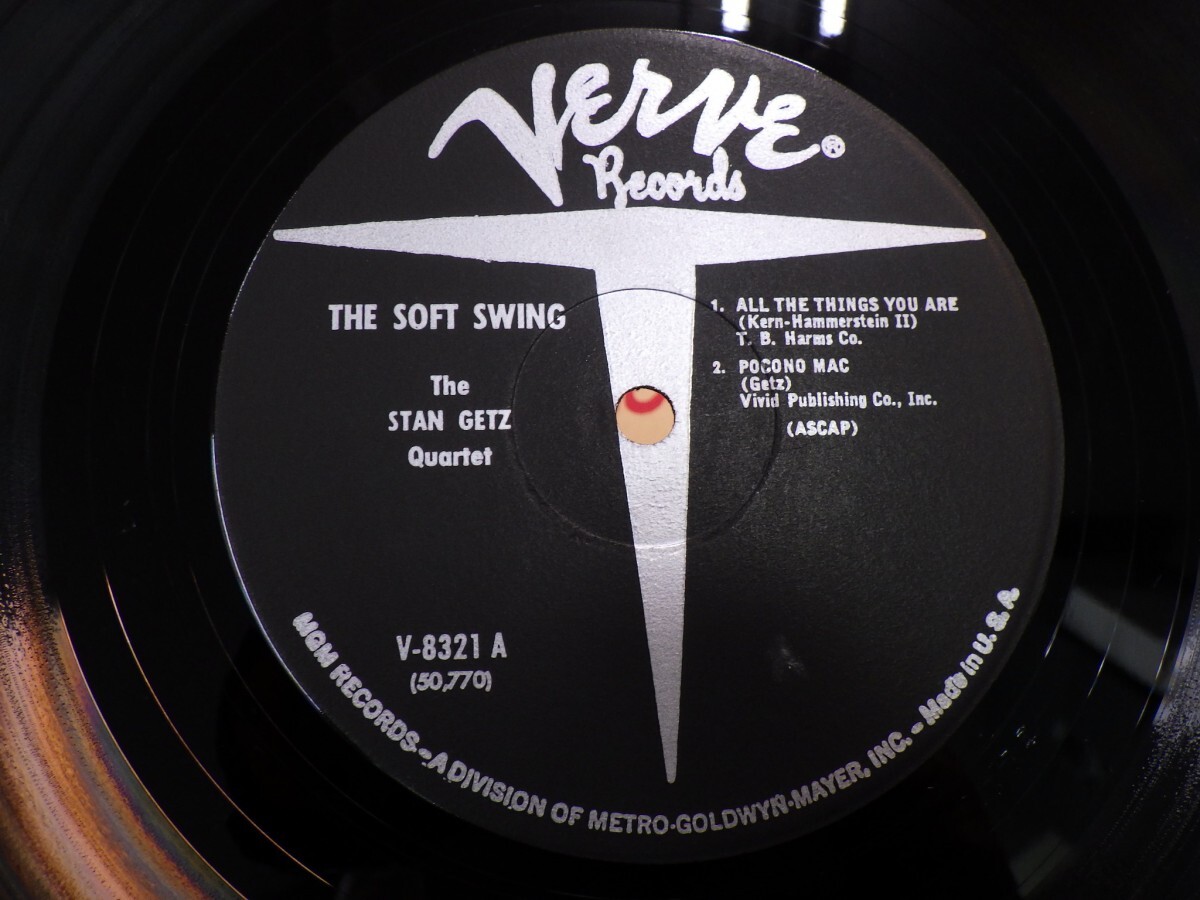 Verve®
Records
THE SOFT SWING
The
STAN GETZ
Quartet
1. ALL THE THINGS YOU ARE
(Kern-Hammerstein II)
T. B. Harms Co.
2. POCONO MAC
(Getz)
Vivid Publishing Co., Inc.
(ASCAP)
V-8321 A
(50,770)
MGM RECORDS - A DIVISION OF METRO-GOLDWYN-MAYER, INC. - Made in U. S. A.